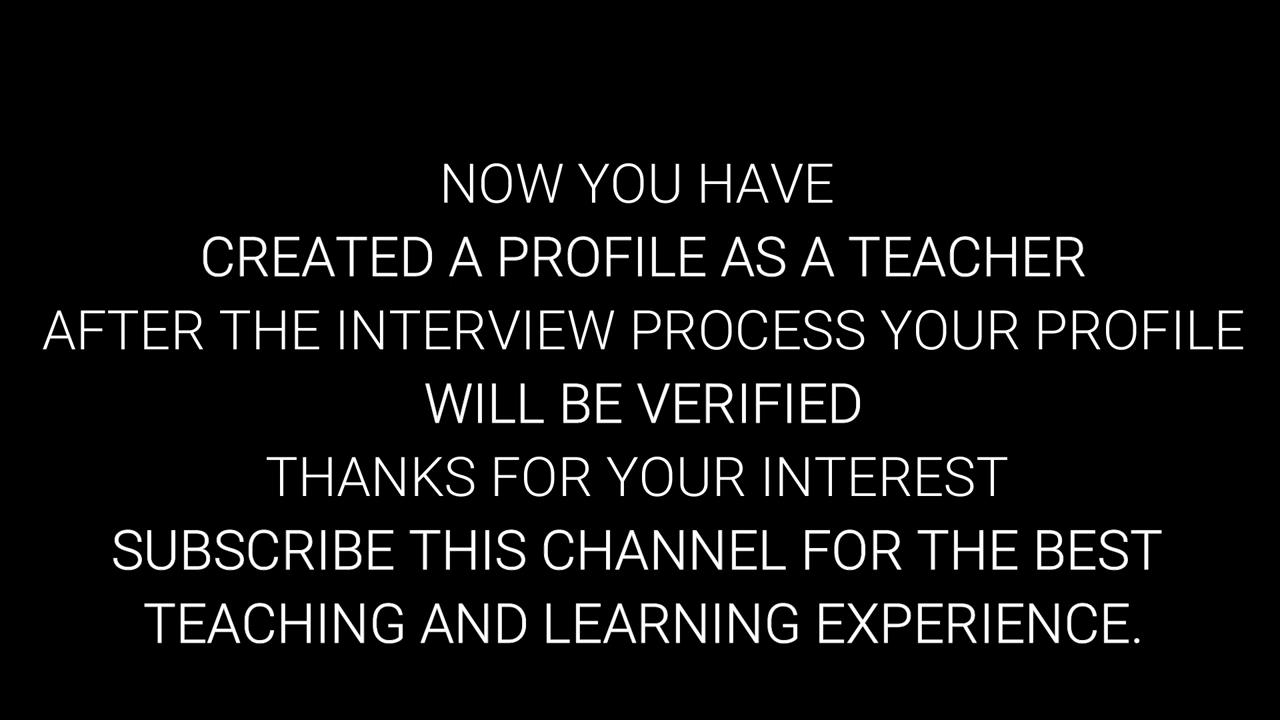 NOW YOU HAVE
CREATED A PROFILE AS A TEACHER
AFTER THE INTERVIEW PROCESS YOUR PROFILE
WILL BE VERIFIED
THANKS FOR YOUR INTEREST
SUBSCRIBE THIS CHANNEL FOR THE BEST
TEACHING AND LEARNING EXPERIENCE.